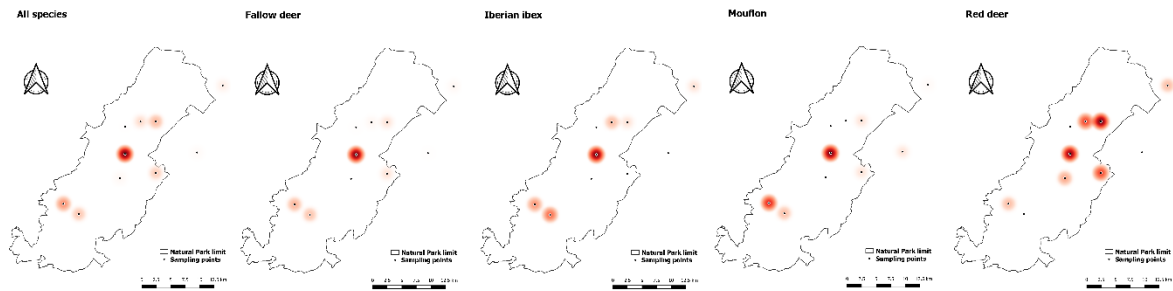 All species
Fallow deer
Iberian ibex
Mouflon
Red deer
Natural Park limit
Sampling points
Natural Park limit
Sampling points
Natural Park limit
Sampling points
Natural Park limit
Sampling points
Natural Park limit
Sampling points